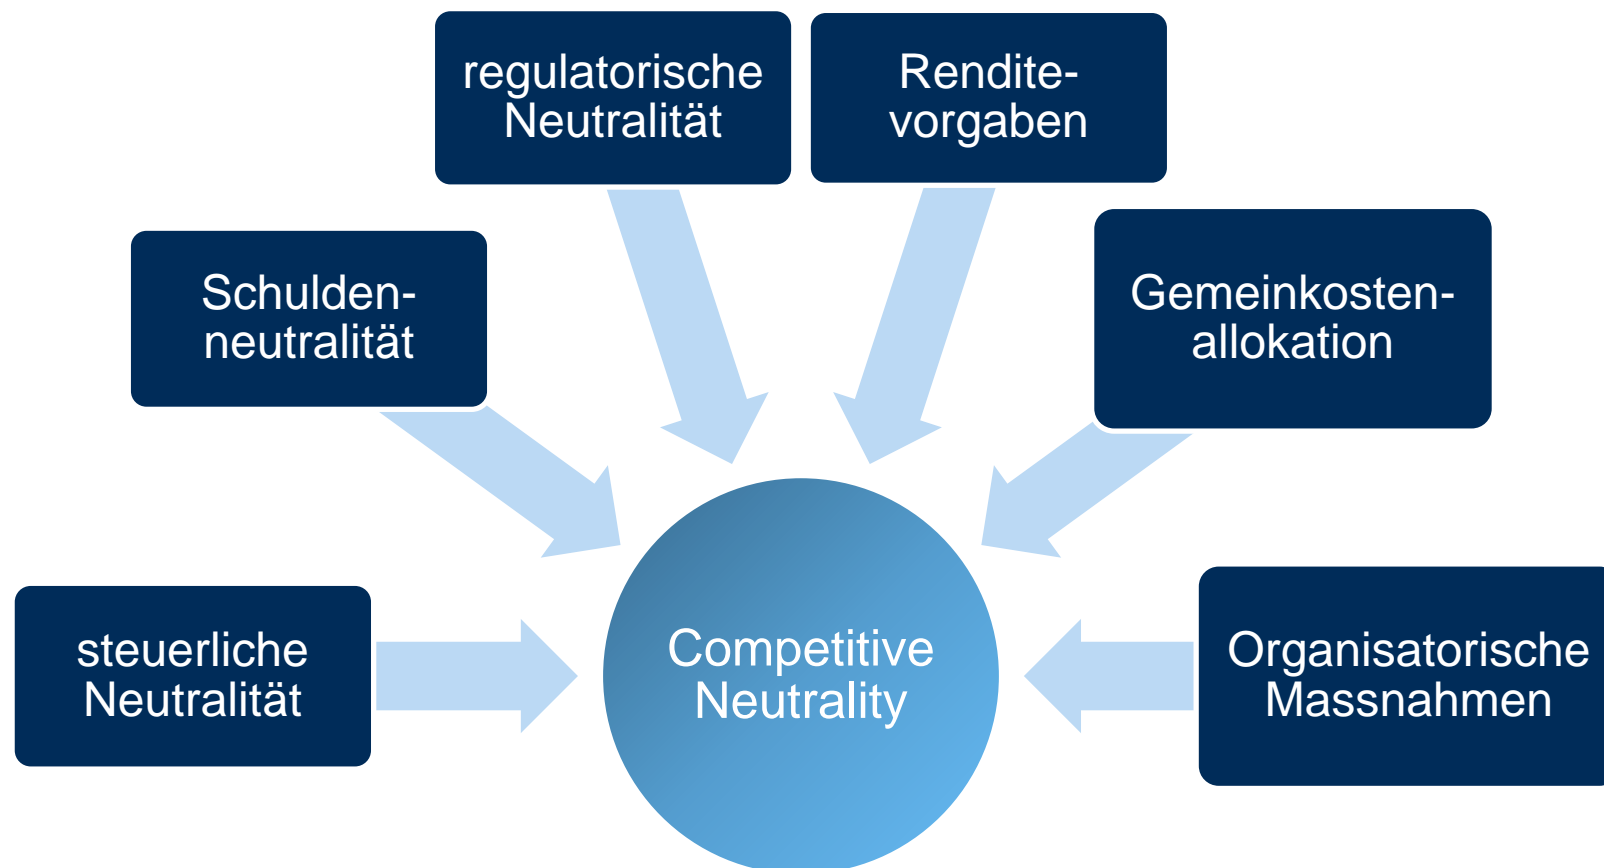 regulatorische
Neutralität
Rendite-
vorgaben
Schulden-
neutralität
Gemeinkosten-
allokation
steuerliche
Neutralität
Competitive
Neutrality
Organisatorische
Massnahmen